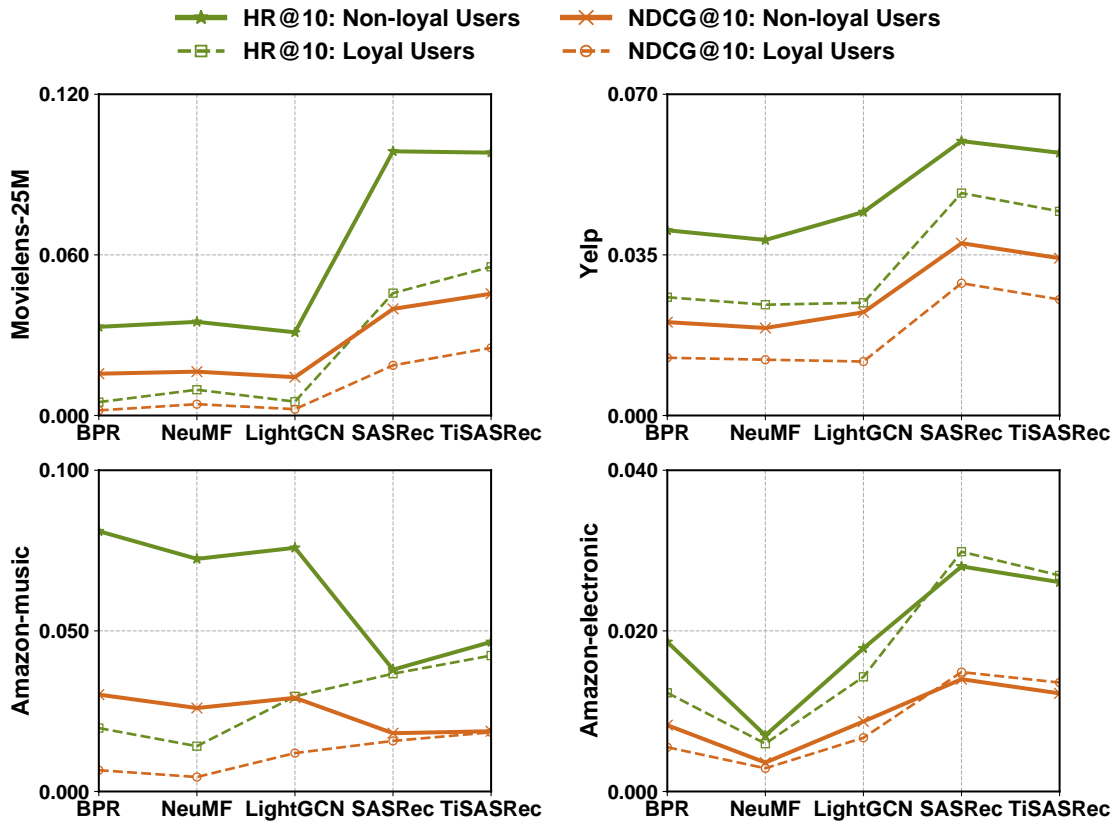 HR@10: Non-loyal Users
NDCG@10: Non-loyal Users
HR@10: Loyal Users
NDCG@10: Loyal Users
Movielens-25M
0.120
0.060
0.000
BPR NeuMF LightGCN SASRec TiSASRec
Yelp
0.070
0.035
0.000
BPR NeuMF LightGCN SASRec TiSASRec
Amazon-music
0.100
0.050
0.000
BPR NeuMF LightGCN SASRec TiSASRec
Amazon-electronic
0.040
0.020
0.000
BPR NeuMF LightGCN SASRec TiSASRec